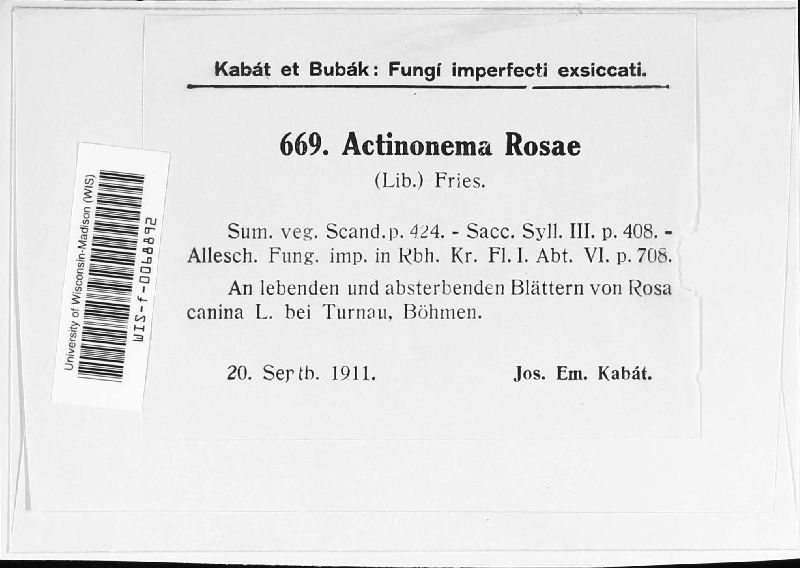 Kabát et Bubák: Fungi imperfecti exsiccati.
669. Actinonema Rosae
(Lib.) Fries.
Sum. veg. Scand. p. 424. - Sacc. Syll. III. p. 408. -
Allesch. Fung. imp. in Rbh. Kr. Fl. I. Abt. VI. p. 708.
An lebenden und absterbenden Blättern von Rosa
canina L. bei Turnau, Böhmen.
20. Septb. 1911. Jos. Em. Kabát.
University of Wisconsin-Madison (WIS)
WIS-f-0068892